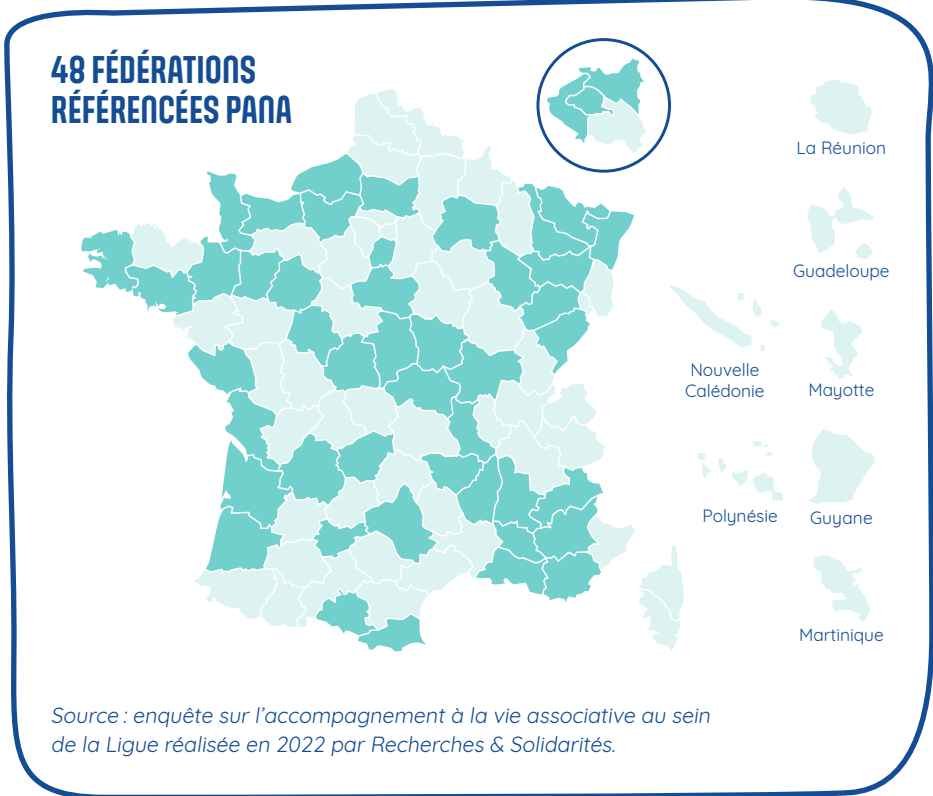 48 FÉDÉRATIONS
RÉFÉRENCÉES PANA
La Réunion
Guadeloupe
Nouvelle
Calédonie
Mayotte
Polynésie
Guyane
Martinique
Source : enquête sur l’accompagnement à la vie associative au sein
de la Ligue réalisée en 2022 par Recherches & Solidarités.